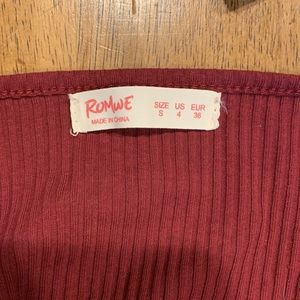 ROMWE
MADE IN CHINA
SIZE US EUR
S 4 36